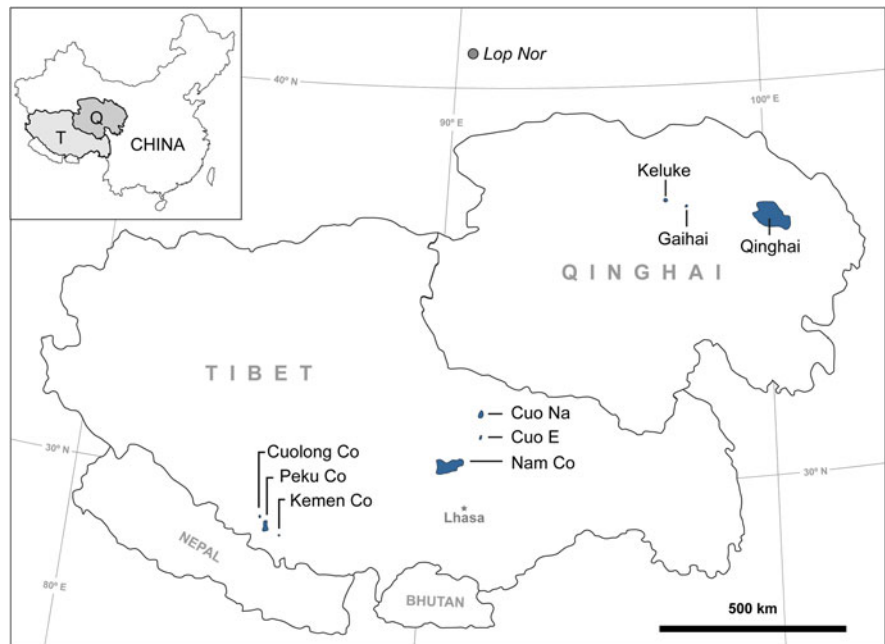 Lop Nor
40° N
100° E
90° E
T
Q
CHINA
Keluke
Gaihai
Qinghai
QINGHAI
TIBET
Cuo Na
Cuo E
Nam Co
30° N
Cuolong Co
Peku Co
Kemen Co
30° N
Lhasa
NEPAL
80° E
BHUTAN
500 km